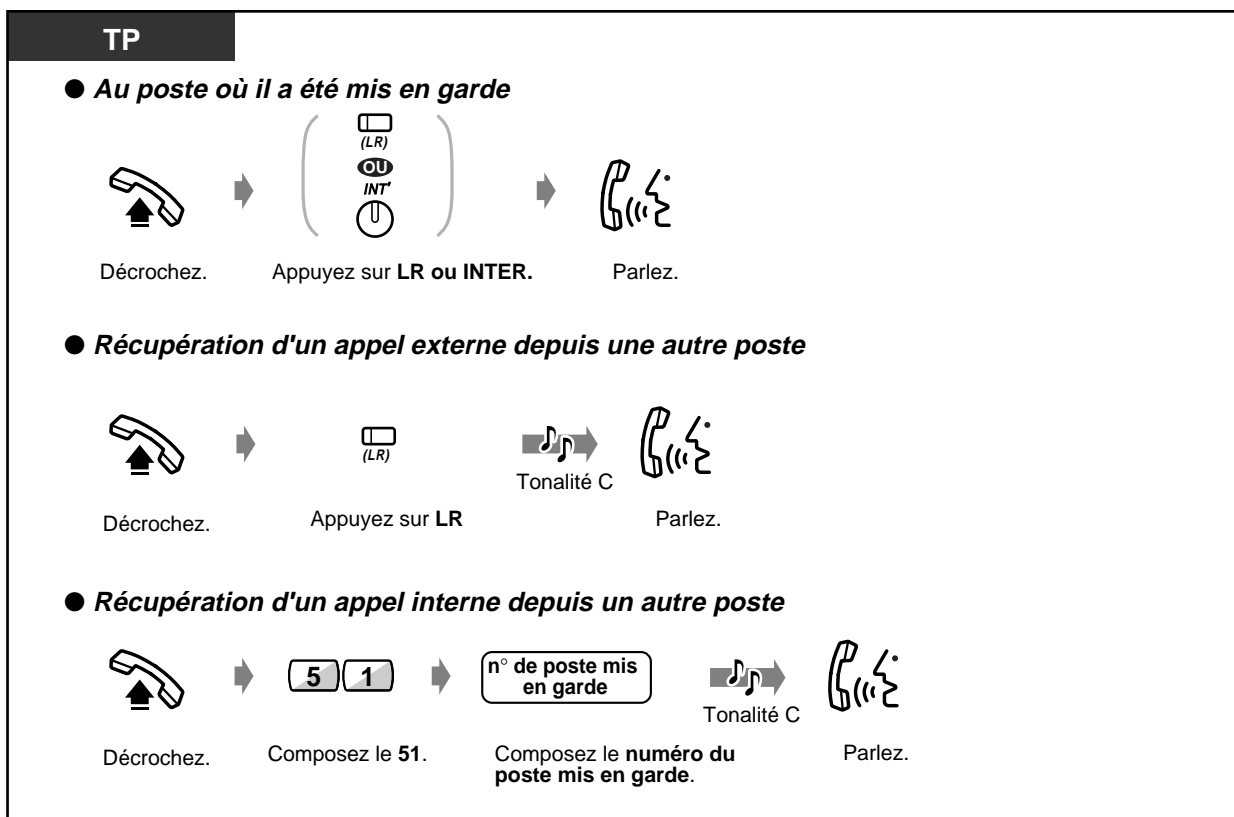 TP
● Au poste où il a été mis en garde
(LR)
OU
INT'
Décrochez.
Appuyez sur LR ou INTER.
Parlez.
● Récupération d'un appel externe depuis une autre poste
(LR)
Tonalité C
Décrochez.
Appuyez sur LR
Parlez.
● Récupération d'un appel interne depuis un autre poste
5 1
n° de poste mis
en garde
Tonalité C
Décrochez.
Composez le 51.
Composez le numéro du
poste mis en garde.
Parlez.